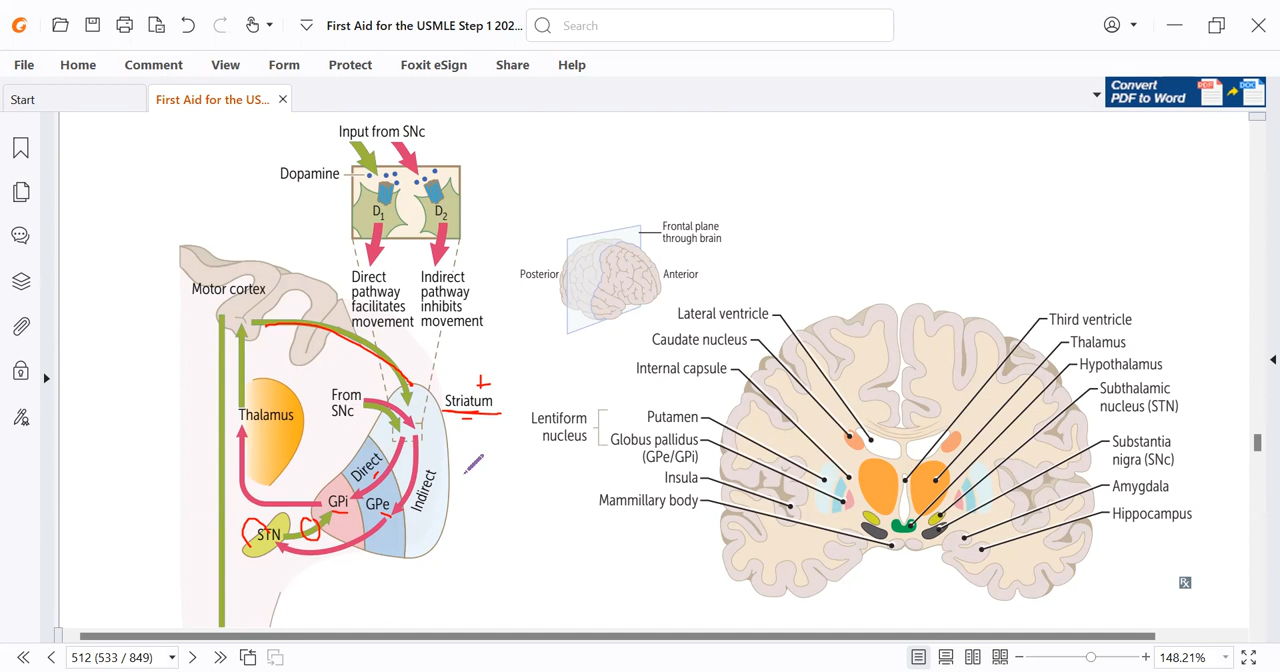 First Aid for the USMLE Step 1 202...
Search
File Home Comment View Form Protect Foxit eSign Share Help
Start
First Aid for the US...
Convert
PDF to Word
PDF
DOC
Input from SNc
Dopamine
D1
D2
Direct
pathway
facilitates
movement
Indirect
pathway
inhibits
movement
Motor cortex
Thalamus
From
SNc
+
Striatum
-
Direct
Indirect
GPi
GPe
STN
Frontal plane
through brain
Posterior
Anterior
Lateral ventricle
Caudate nucleus
Internal capsule
Lentiform
nucleus
Putamen
Globus pallidus
(GPe/GPi)
Insula
Mammillary body
Third ventricle
Thalamus
Hypothalamus
Subthalamic
nucleus (STN)
Substantia
nigra (SNc)
Amygdala
Hippocampus
Rx
512 (533 / 849)
148.21%